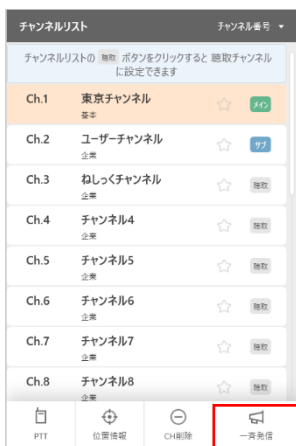 チャンネルリスト チャンネル番号 ▼
チャンネルリストの 聴取 ボタンをクリックすると 聴取チャンネル
に設定できます
Ch.1 東京チャンネル メイン
基本
Ch.2 ユーザーチャンネル サブ
企業
Ch.3 ねしっくチャンネル 聴取
企業
Ch.4 チャンネル4 聴取
企業
Ch.5 チャンネル5 聴取
企業
Ch.6 チャンネル6 聴取
企業
Ch.7 チャンネル7 聴取
企業
Ch.8 チャンネル8 聴取
企業
PTT 位置情報 CH削除 一斉発信